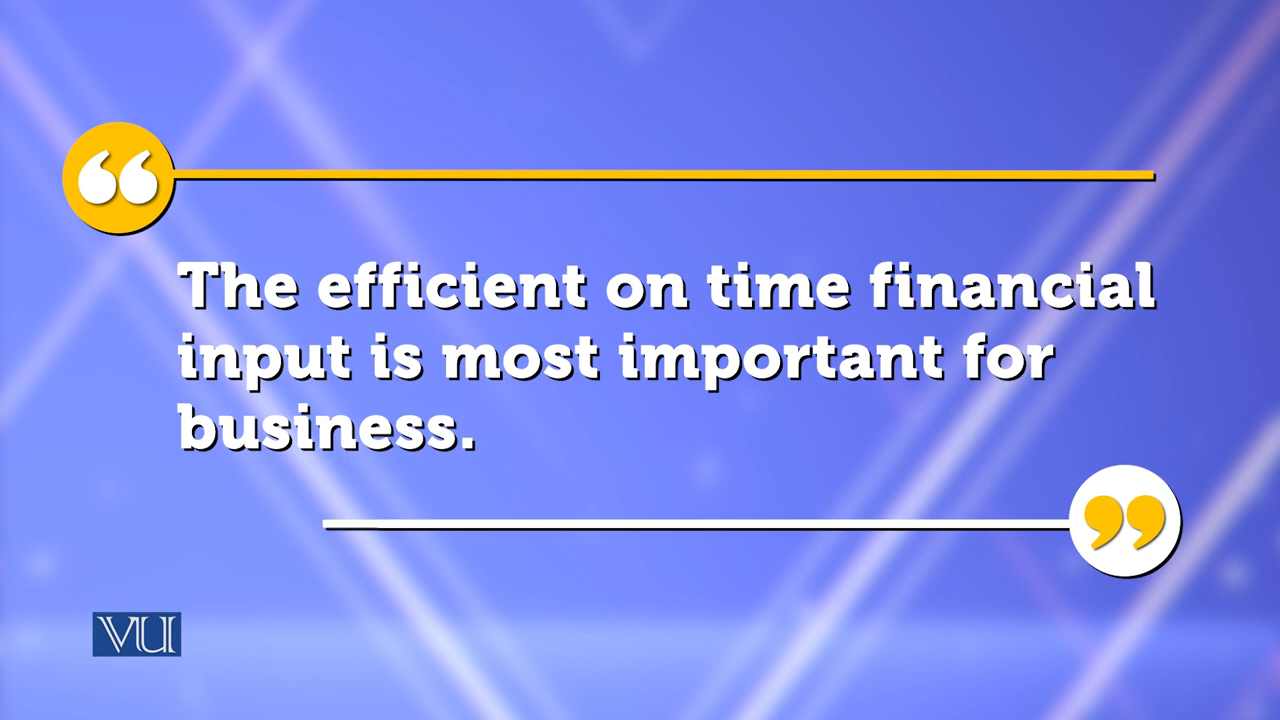 “
The efficient on time financial
input is most important for
business.
”
VU